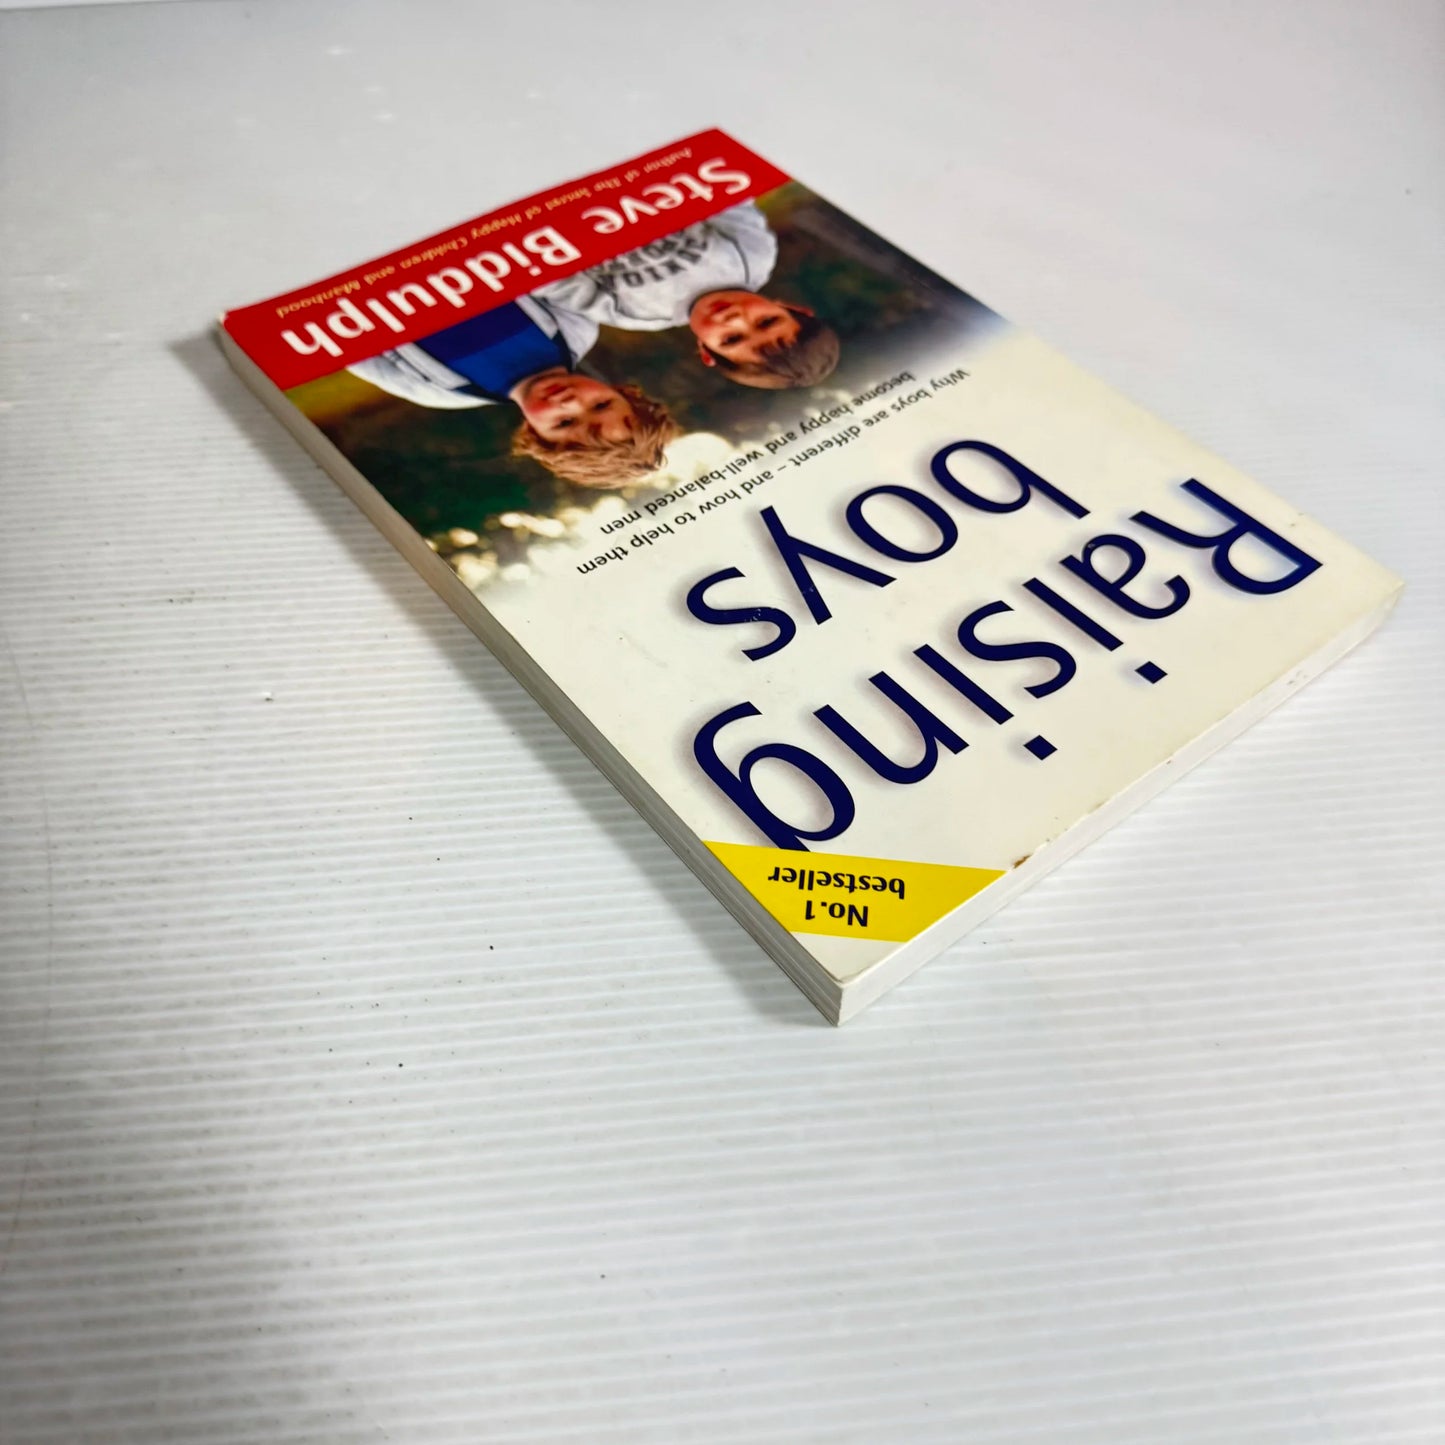 No.1
bestseller
Raising
boys
Why boys are different – and how to help them
become happy and well-balanced men
Steve Biddulph
Author of The Secret of Happy Children and Manhood